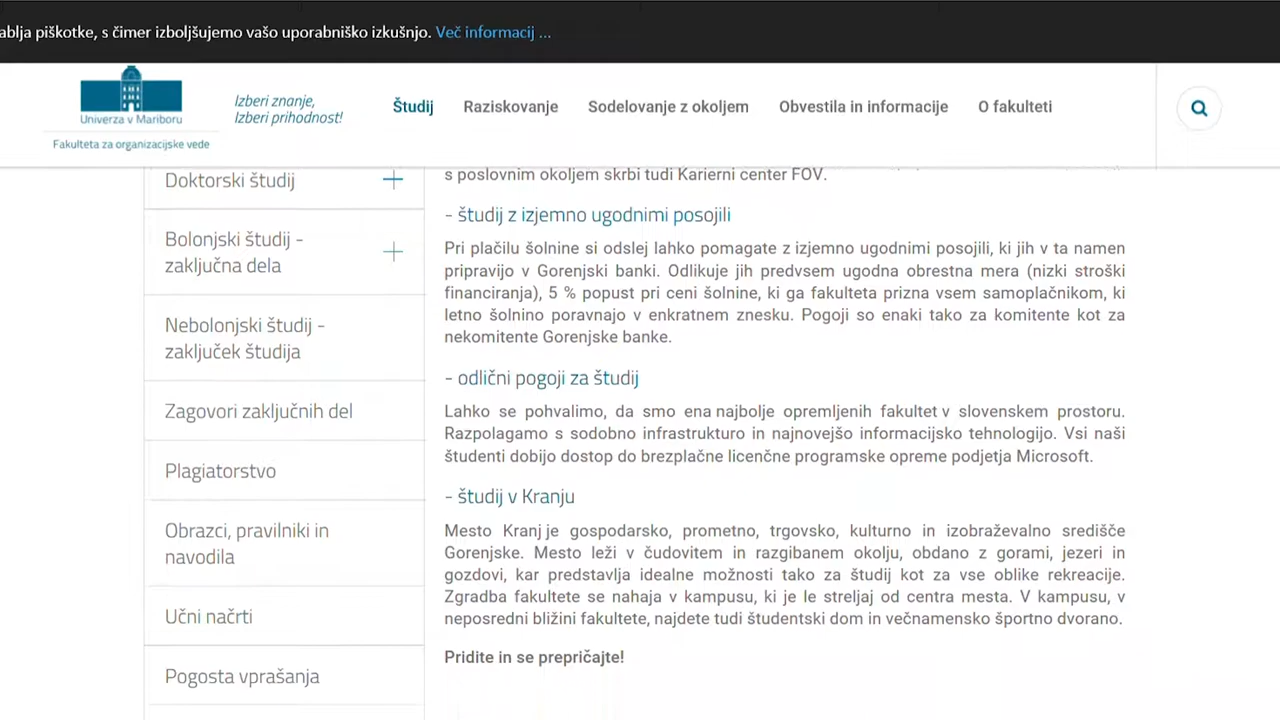 ablja piškotke, s čimer izboljšujemo vašo uporabniško izkušnjo. Več informacij ...
Univerza v Mariboru
Fakulteta za organizacijske vede
Izberi znanje,
Izberi prihodnost!
Študij
Raziskovanje
Sodelovanje z okoljem
Obvestila in informacije
O fakulteti
Doktorski študij
Bolonjski študij -
zaključna dela
Nebolonjski študij -
zaključek študija
Zagovori zaključnih del
Plagiatorstvo
Obrazci, pravilniki in
navodila
Učni načrti
Pogosta vprašanja
s poslovnim okoljem skrbi tudi Karierni center FOV.
- študij z izjemno ugodnimi posojili
Pri plačilu šolnine si odslej lahko pomagate z izjemno ugodnimi posojili, ki jih v ta namen
pripravijo v Gorenjski banki. Odlikuje jih predvsem ugodna obrestna mera (nizki stroški
financiranja), 5 % popust pri ceni šolnine, ki ga fakulteta prizna vsem samoplačnikom, ki
letno šolnino poravnajo v enkratnem znesku. Pogoji so enaki tako za komitente kot za
nekomitente Gorenjske banke.
- odlični pogoji za študij
Lahko se pohvalimo, da smo ena najbolje opremljenih fakultet v slovenskem prostoru.
Razpolagamo s sodobno infrastrukturo in najnovejšo informacijsko tehnologijo. Vsi naši
študenti dobijo dostop do brezplačne licenčne programske opreme podjetja Microsoft.
- študij v Kranju
Mesto Kranj je gospodarsko, prometno, trgovsko, kulturno in izobraževalno središče
Gorenjske. Mesto leži v čudovitem in razgibanem okolju, obdano z gorami, jezeri in
gozdovi, kar predstavlja idealne možnosti tako za študij kot za vse oblike rekreacije.
Zgradba fakultete se nahaja v kampusu, ki je le streljaj od centra mesta. V kampusu, v
neposredni bližini fakultete, najdete tudi študentski dom in večnamensko športno dvorano.
Pridite in se prepričajte!